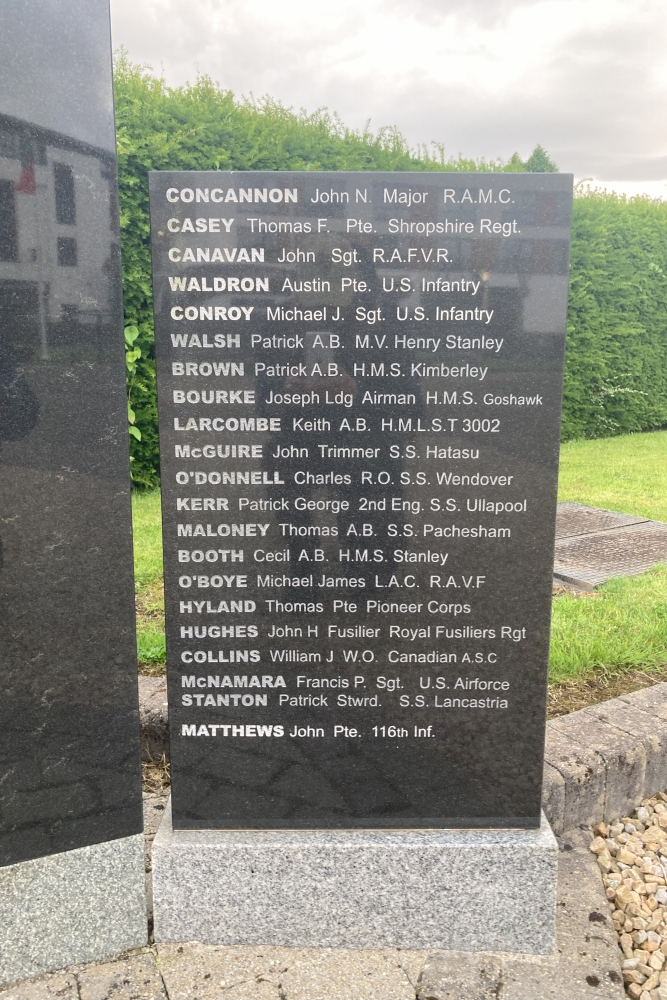 CONCANNON John N. Major R.A.M.C.
CASEY Thomas F. Pte. Shropshire Regt.
CANAVAN John Sgt. R.A.F.V.R.
WALDRON Austin Pte. U.S. Infantry
CONROY Michael J. Sgt. U.S. Infantry
WALSH Patrick A.B. M.V. Henry Stanley
BROWN Patrick A.B. H.M.S. Kimberley
BOURKE Joseph Ldg Airman H.M.S. Goshawk
LARCOMBE Keith A.B. H.M.L.S.T 3002
McGUIRE John Trimmer S.S. Hatasu
O'DONNELL Charles R.O. S.S. Wendover
KERR Patrick George 2nd Eng. S.S. Ullapool
MALONEY Thomas A.B. S.S. Pachesham
BOOTH Cecil A.B. H.M.S. Stanley
O'BOYE Michael James L.A.C. R.A.V.F
HYLAND Thomas Pte Pioneer Corps
HUGHES John H Fusilier Royal Fusiliers Rgt
COLLINS William J W.O. Canadian A.S.C
McNAMARA Francis P. Sgt. U.S. Airforce
STANTON Patrick Stwrd. S.S. Lancastria
MATTHEWS John Pte. 116th Inf.